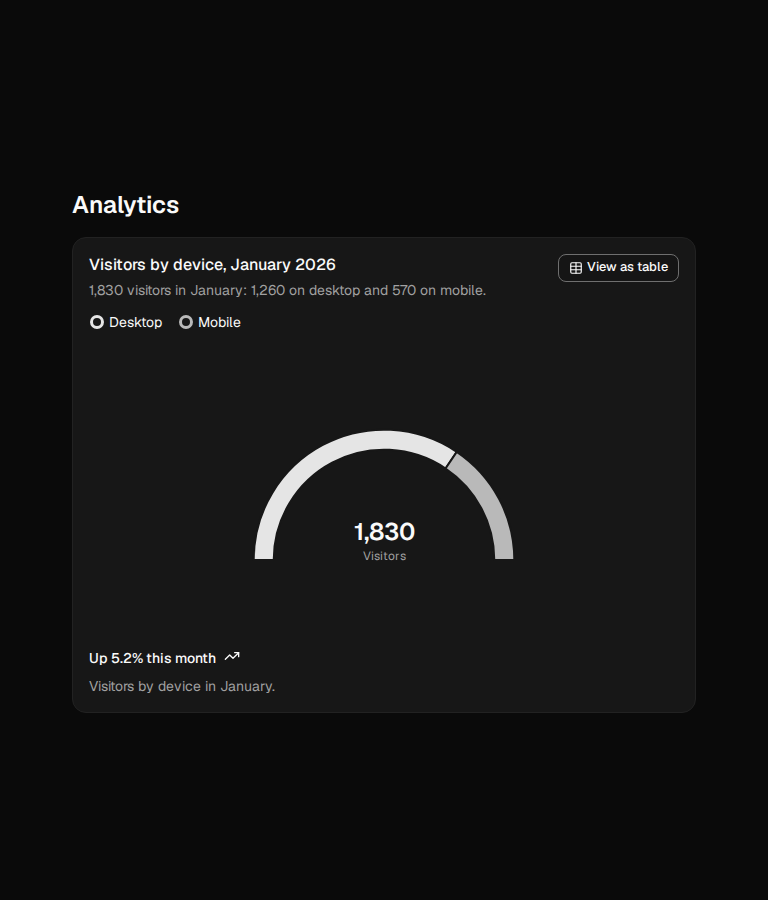 Analytics
Visitors by device, January 2026
View as table
1,830 visitors in January: 1,260 on desktop and 570 on mobile.
Desktop
Mobile
1,830
Visitors
Up 5.2% this month
Visitors by device in January.